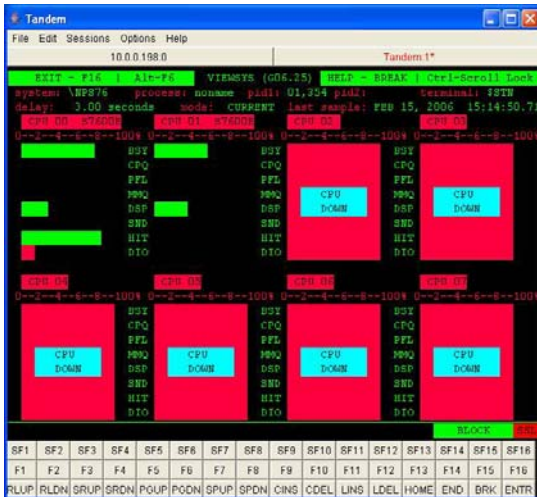 Tandem
File Edit Sessions Options Help
10.0.0.198.0 Tandem.1*
EXIT - F16 | Alt-F6 VIEWSYS (G06.25) HELP - BREAK | Ctrl-Scroll Lock
system: \NPS76 process: noname pid1: 01,354 pid2: terminal: $STN
delay: 3.00 seconds mode: CURRENT last sample: FEB 15, 2006 15:14:50.71
CPU 00 S7600E CPU 01 S7600E CPU 02 CPU 03
0--2--4--6--8--100% 0--2--4--6--8--100% 0--2--4--6--8--100% 0--2--4--6--8--100
BSY BSY BSY
CPQ CPQ CPQ
PFL PFL PFL
MMQ MMQ CPU MMQ CPU
DSP DSP DOWN DSP DOWN
SND SND SND
HIT HIT HIT
DIO DIO DIO
CPU 04 CPU 05 CPU 06 CPU 07
0--2--4--6--8--100% 0--2--4--6--8--100% 0--2--4--6--8--100% 0--2--4--6--8--100
BSY BSY BSY
CPQ CPQ CPQ
PFL PFL PFL
CPU MMQ CPU MMQ CPU MMQ CPU
DOWN DSP DOWN DSP DOWN DSP DOWN
SND SND SND
HIT HIT HIT
DIO DIO DIO
BLOCK SSL
SF1 SF2 SF3 SF4 SF5 SF6 SF7 SF8 SF9 SF10 SF11 SF12 SF13 SF14 SF15 SF16
F1 F2 F3 F4 F5 F6 F7 F8 F9 F10 F11 F12 F13 F14 F15 F16
RLUP RLDN SRUP SRDN PGUP PGDN SPUP SPDN CINS CDEL LINS LDEL HOME END BRK ENTR